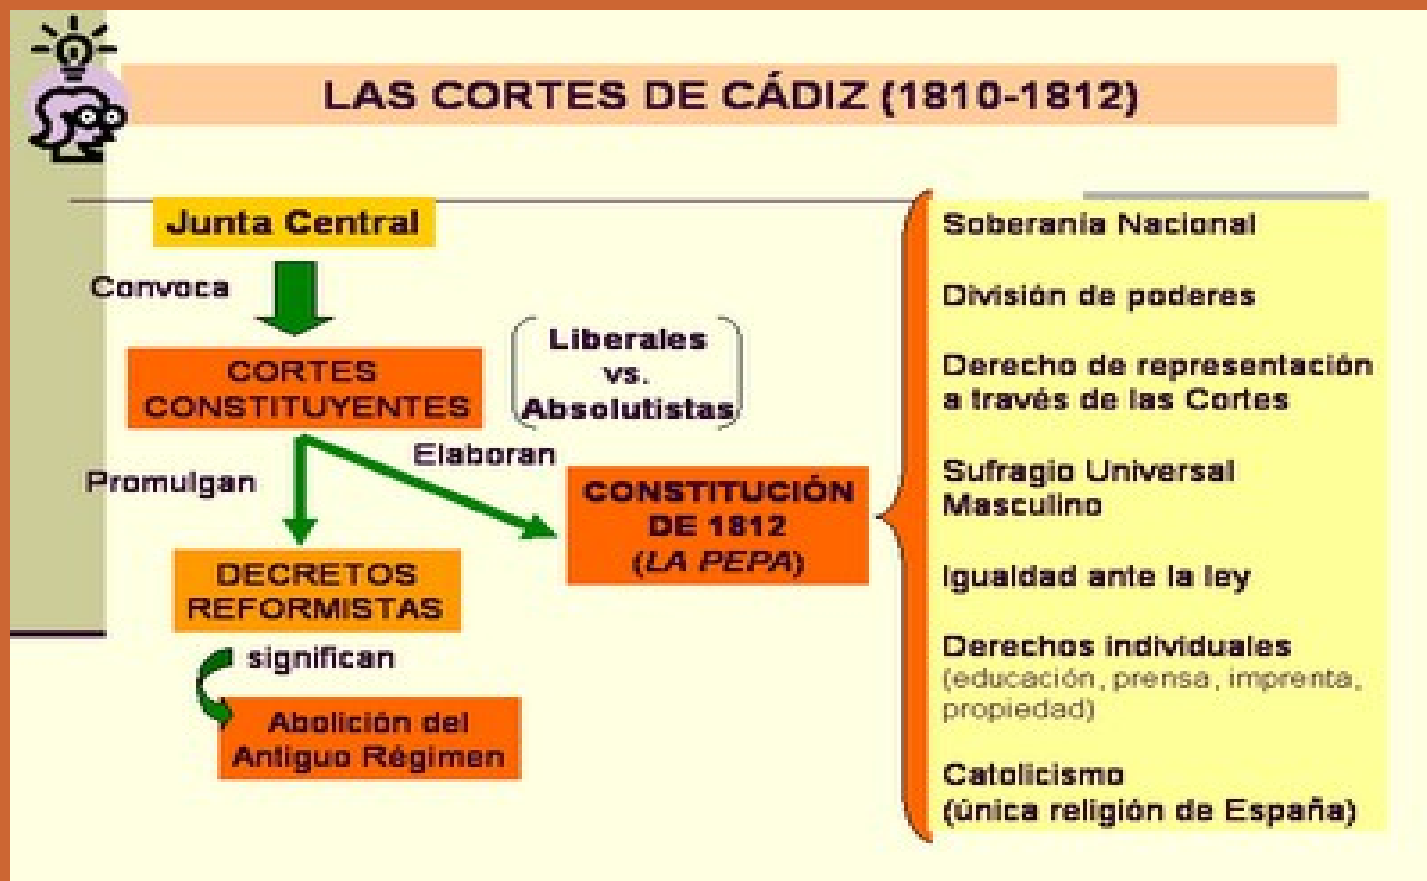 LAS CORTES DE CÁDIZ (1810-1812)
Junta Central
Convoca
CORTES
CONSTITUYENTES
Liberales
vs.
Absolutistas
Promulgan
Elaboran
DECRETOS
REFORMISTAS
significan
Abolición del
Antiguo Régimen
CONSTITUCIÓN
DE 1812
(LA PEPA)
Soberanía Nacional
División de poderes
Derecho de representación
a través de las Cortes
Sufragio Universal
Masculino
Igualdad ante la ley
Derechos individuales
(educación, prensa, imprenta,
propiedad)
Catolicismo
(única religión de España)